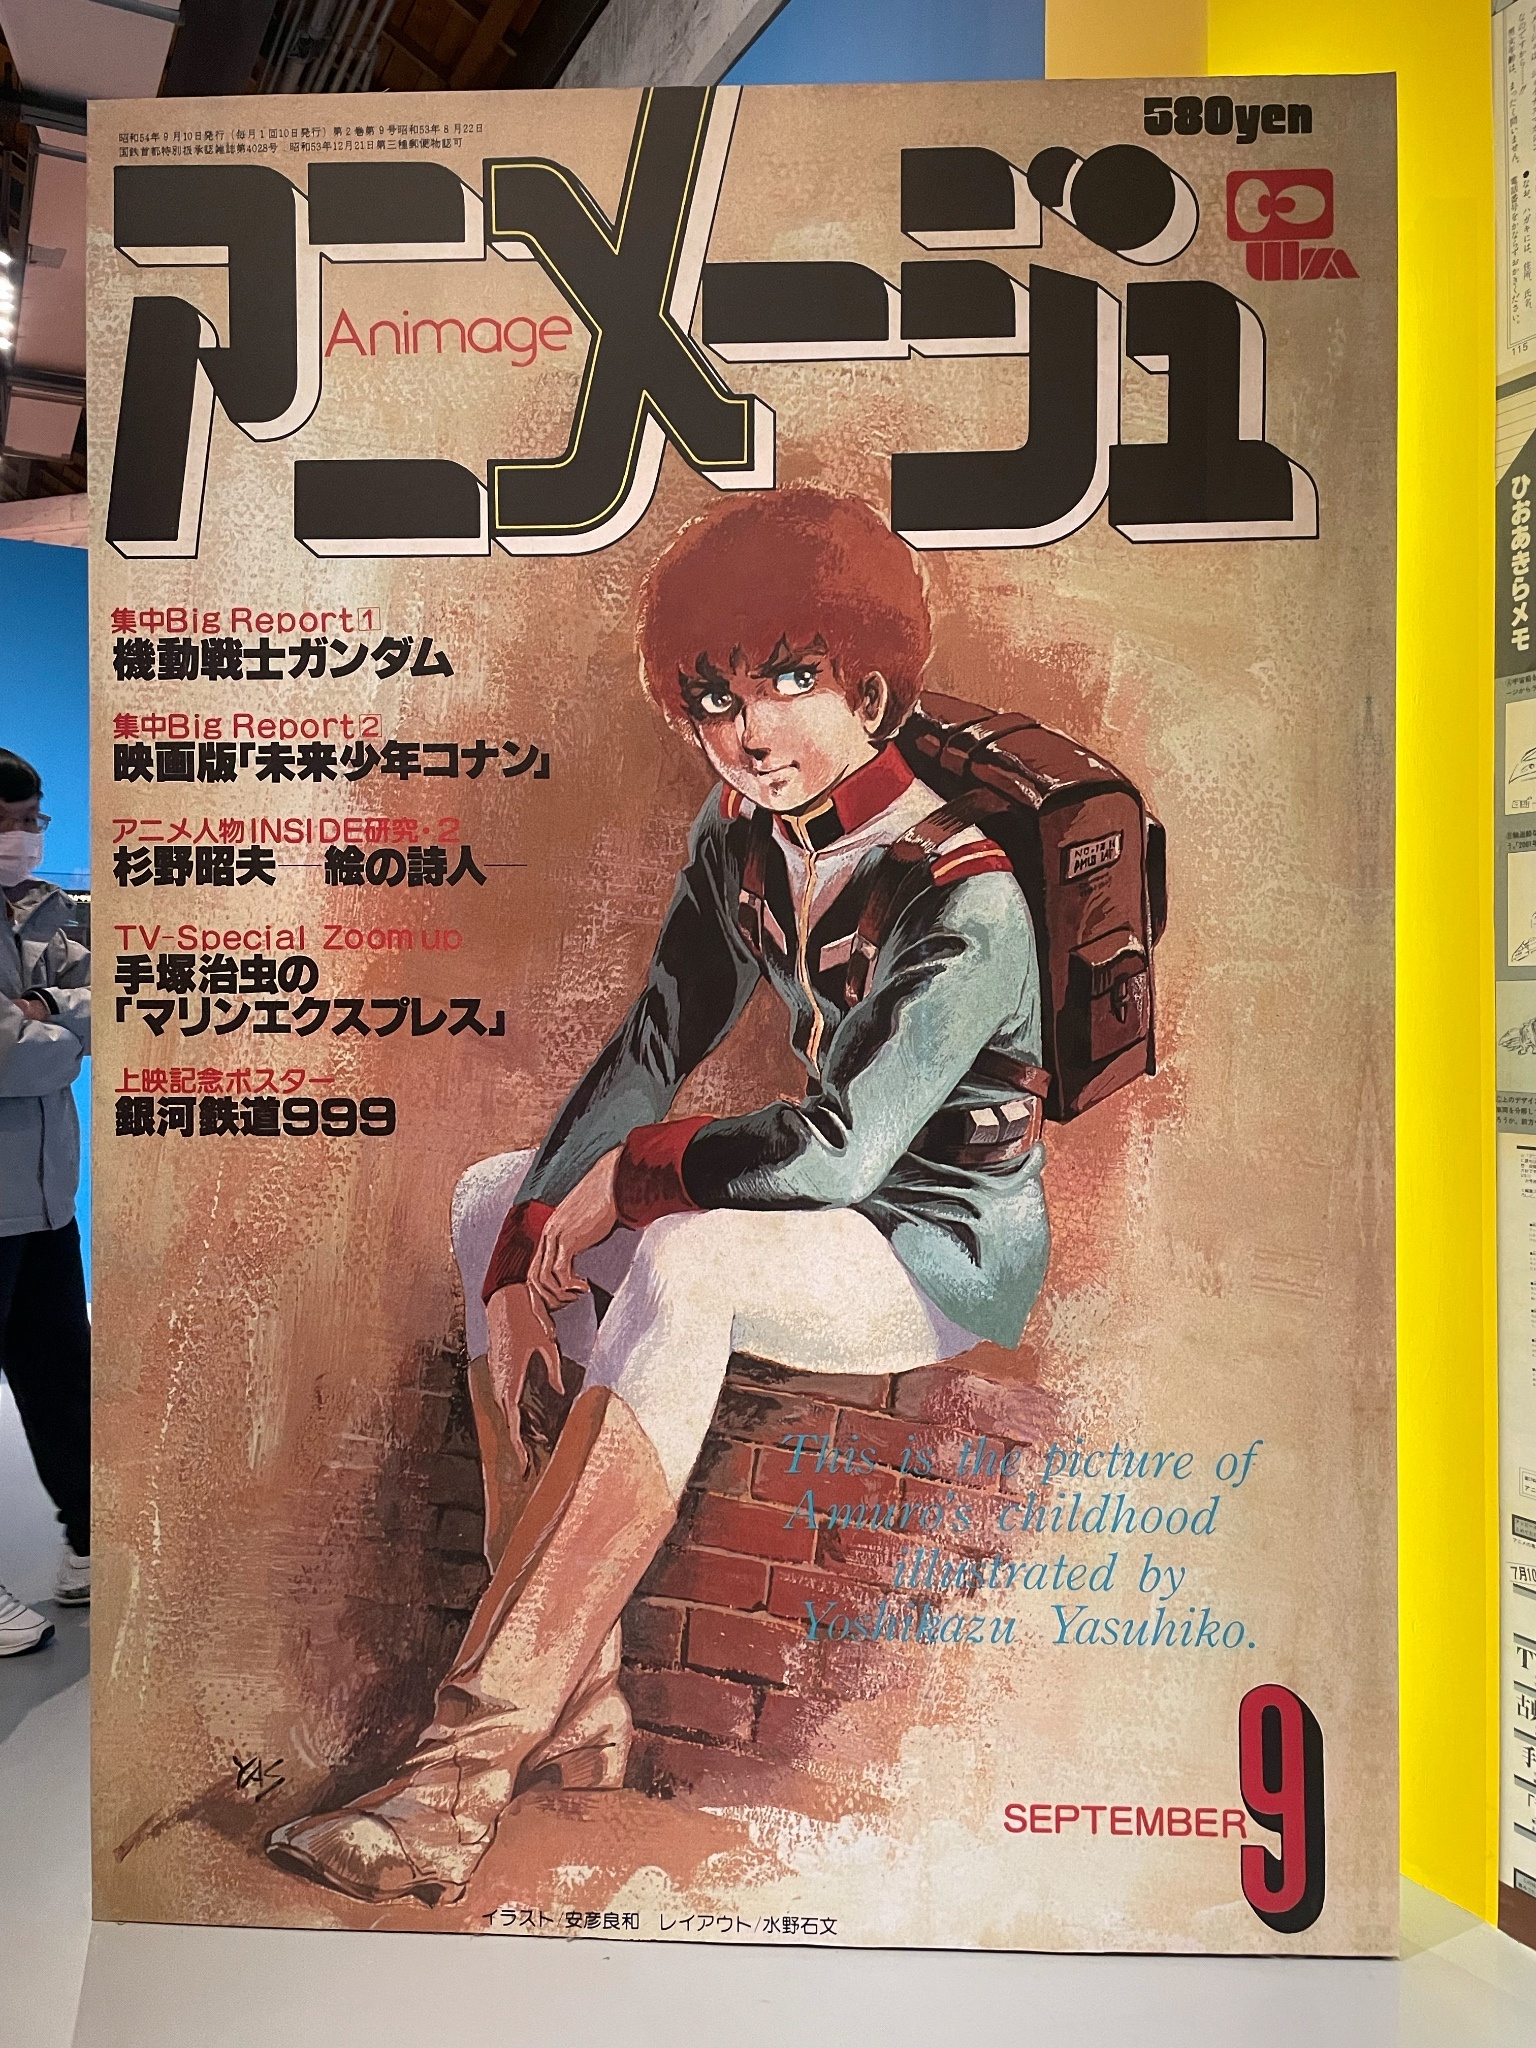 580yen
昭和54年9月10日発行(毎月1回10日発行)第2巻第9号昭和53年8月22日
国鉄首都特別扱承認雑誌第4028号 昭和53年12月21日第三種郵便物認可
アニメージュ
Animage
集中Big Report1
機動戦士ガンダム
集中Big Report2
映画版「未来少年コナン」
アニメ人物INSIDE研究・2
杉野昭夫―絵の詩人―
TV-Special Zoom up
手塚治虫の
「マリンエクスプレス」
上映記念ポスター
銀河鉄道999
This is the picture of
Amuro's childhood
illustrated by
Yoshikazu Yasuhiko.
YAS
SEPTEMBER 9
イラスト/安彦良和 レイアウト/水野石文
115
ひおあきらメモ